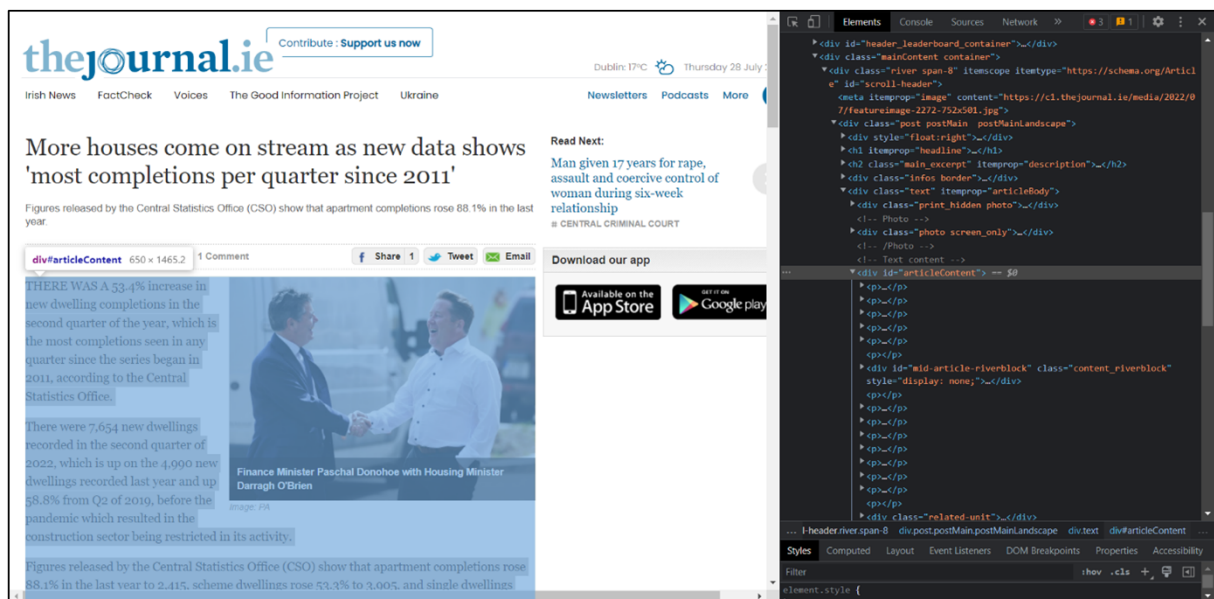 thejournal.ie
Contribute : Support us now
Dublin: 17°C Thursday 28 July
Irish News FactCheck Voices The Good Information Project Ukraine
Newsletters Podcasts More
More houses come on stream as new data shows
'most completions per quarter since 2011'
Figures released by the Central Statistics Office (CSO) show that apartment completions rose 88.1% in the last
year.
div#articleContent 650 × 1465.2
1 Comment
Share 1 Tweet Email
THERE WAS A 53.4% increase in
new dwelling completions in the
second quarter of the year, which is
the most completions seen in any
quarter since the series began in
2011, according to the Central
Statistics Office.
There were 7,654 new dwellings
recorded in the second quarter of
2022, which is up on the 4,990 new
dwellings recorded last year and up
58.8% from Q2 of 2019, before the
pandemic which resulted in the
construction sector being restricted in its activity.
Finance Minister Paschal Donohoe with Housing Minister
Darragh O'Brien
Image: PA
Figures released by the Central Statistics Office (CSO) show that apartment completions rose
88.1% in the last year to 2,415, scheme dwellings rose 53.3% to 3,905, and single dwellings
Read Next:
Man given 17 years for rape,
assault and coercive control of
woman during six-week
relationship
CENTRAL CRIMINAL COURT
Download our app
Available on the
App Store
GET IT ON
Google play
Elements Console Sources Network » 3 1
<div id="header_leaderboard_container">…</div>
<div class="mainContent container">
<div class="river span-8" itemscope itemtype="https://schema.org/Articl
e" id="scroll-header">
<meta itemprop="image" content="https://c1.thejournal.ie/media/2022/0
7/featureimage-2272-752x501.jpg">
<div class="post postMain postMainLandscape">
<div style="float:right">…</div>
<h1 itemprop="headline">…</h1>
<h2 class="main_excerpt" itemprop="description">…</h2>
<div class="infos border">…</div>
<div class="text" itemprop="articleBody">
<div class="print_hidden photo">…</div>
<!-- Photo -->
<div class="photo screen_only">…</div>
<!-- /Photo -->
<!-- Text content -->
<div id="articleContent"> == $0
<p>…</p>
<p>…</p>
<p>…</p>
<p>…</p>
<p>…</p>
<p></p>
<div id="mid-article-riverblock" class="content_riverblock"
style="display: none;">…</div>
<p></p>
<p>…</p>
<p>…</p>
<p>…</p>
<p>…</p>
<p>…</p>
<p>…</p>
<p>…</p>
<p></p>
<div class="related-unit">…</div>
... l-header.river.span-8 div.post.postMain.postMainLandscape div.text div#articleContent ...
Styles Computed Layout Event Listeners DOM Breakpoints Properties Accessibility
Filter :hov .cls +
element.style {